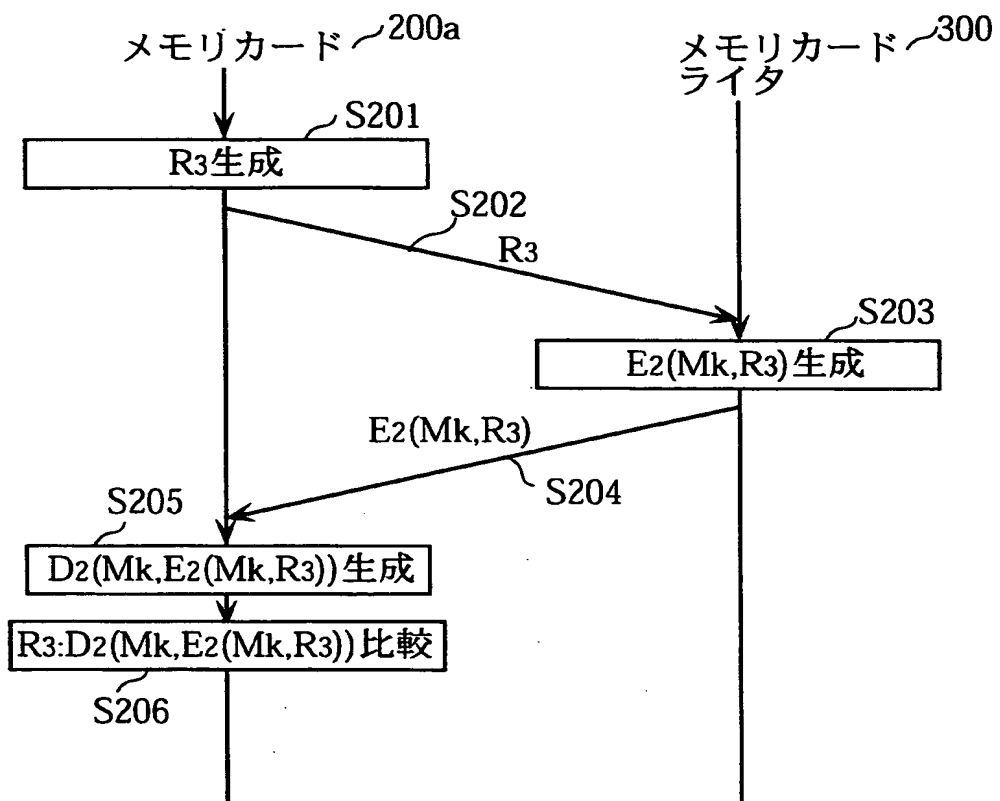 メモリカード 200a
メモリカード 300
ライタ
S201
R3生成
S202
R3
S203
E2(Mk,R3)生成
E2(Mk,R3)
S204
S205
D2(Mk,E2(Mk,R3))生成
R3:D2(Mk,E2(Mk,R3))比較
S206